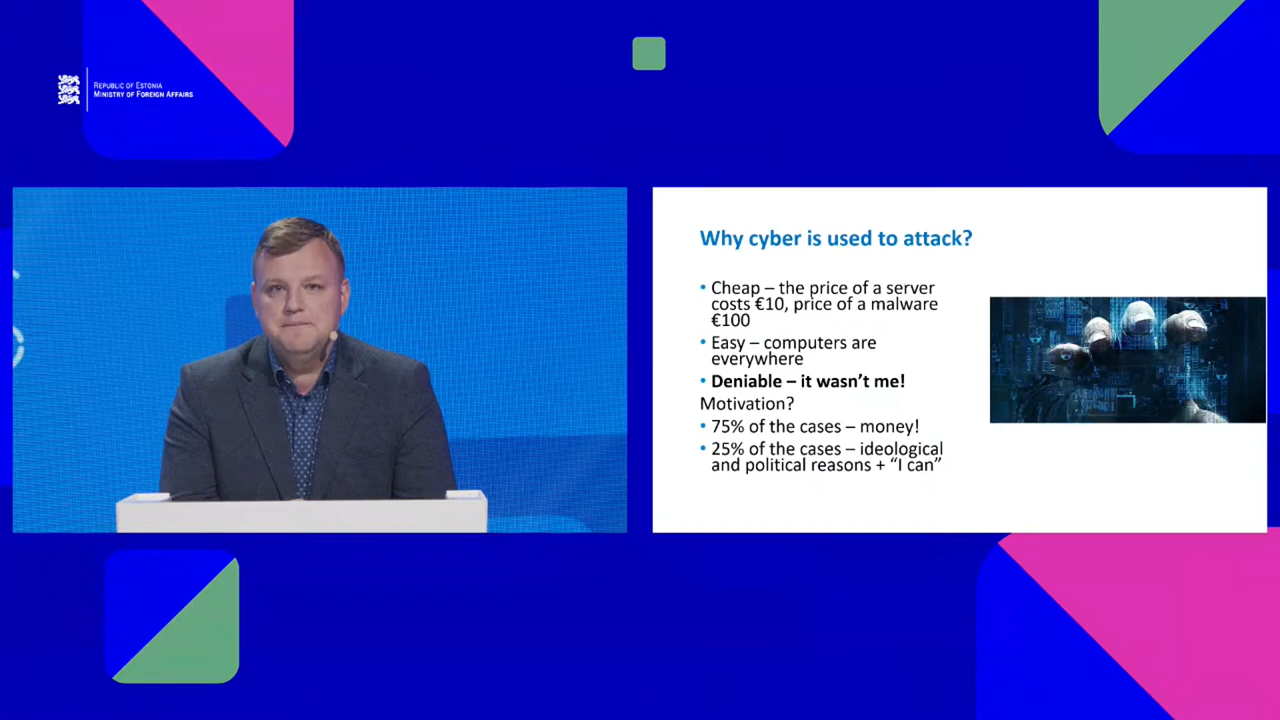 REPUBLIC OF ESTONIA
MINISTRY OF FOREIGN AFFAIRS
Why cyber is used to attack?
• Cheap – the price of a server
costs €10, price of a malware
€100
• Easy – computers are
everywhere
• Deniable – it wasn’t me!
Motivation?
• 75% of the cases – money!
• 25% of the cases – ideological
and political reasons + “I can”